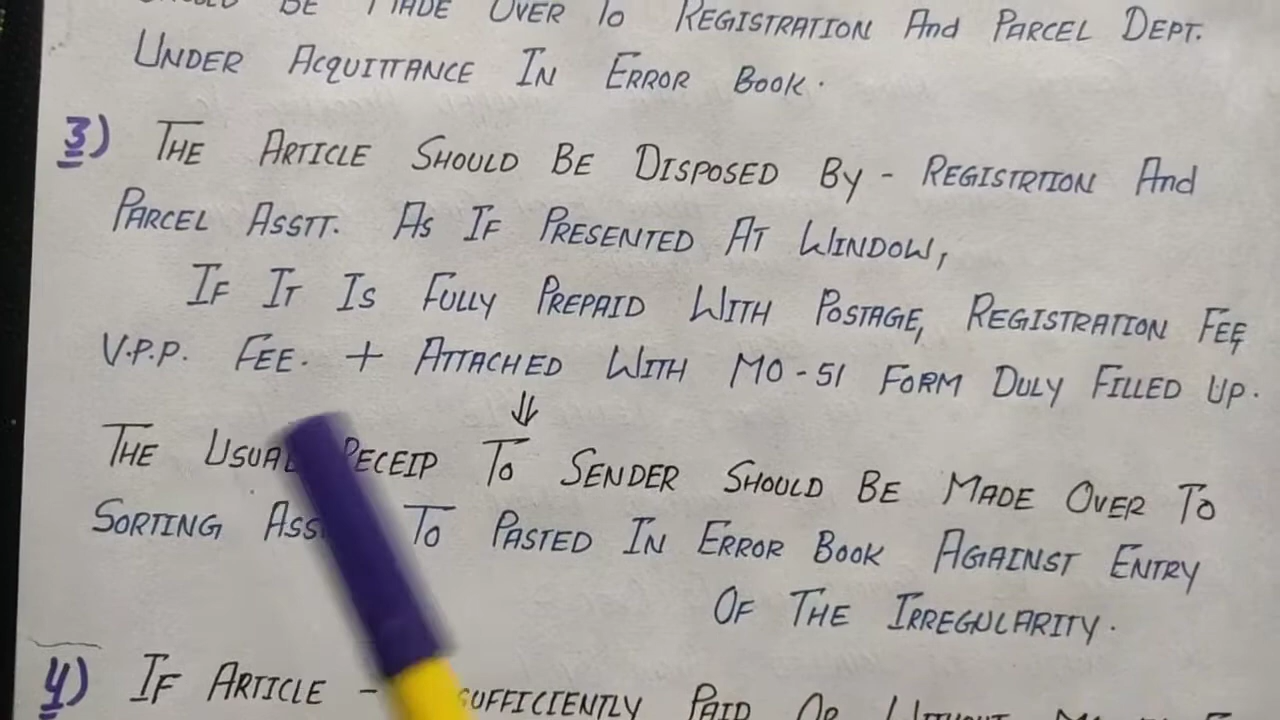 BE MADE OVER TO REGISTRATION And PARCEL DEPT.
UNDER ACQUITTANCE IN ERROR BOOK.
3) THE ARTICLE SHOULD BE DISPOSED BY - REGISTRTION And
PARCEL ASSTT. AS IF PRESENTED AT WINDOW,
IF IT IS FULLY PREPAID WITH POSTAGE, REGISTRATION FEE,
V.P.P. FEE. + ATTACHED WITH MO-51 FORM DULY FILLED UP.
⇓
THE USUAL RECEIP TO SENDER SHOULD BE MADE OVER TO
SORTING TO PASTED IN ERROR BOOK AGAINST ENTRY
OF THE IRREGULARITY.
4) IF ARTICLE - PAID OR